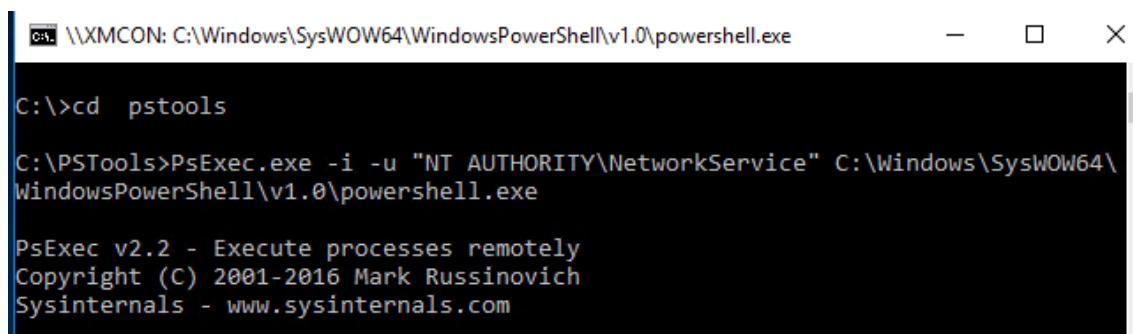 \\XMCON: C:\Windows\SysWOW64\WindowsPowerShell\v1.0\powershell.exe
C:\>cd  pstools
C:\PSTools>PsExec.exe -i -u "NT AUTHORITY\NetworkService" C:\Windows\SysWOW64\
WindowsPowerShell\v1.0\powershell.exe
PsExec v2.2 - Execute processes remotely
Copyright (C) 2001-2016 Mark Russinovich
Sysinternals - www.sysinternals.com